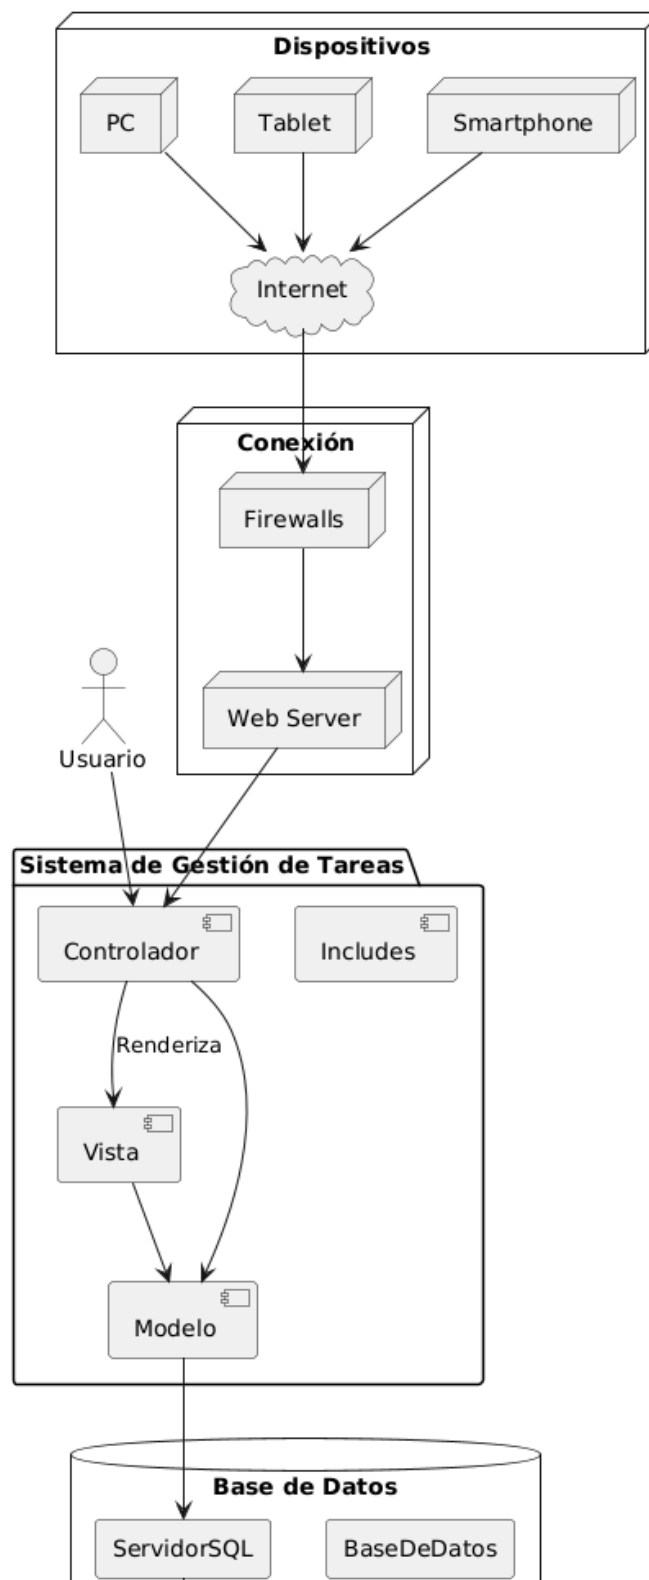 Dispositivos
PC
Tablet
Smartphone
Internet
Conexión
Firewalls
Web Server
Usuario
Sistema de Gestión de Tareas
Controlador
Includes
Renderiza
Vista
Modelo
Base de Datos
ServidorSQL
BaseDeDatos